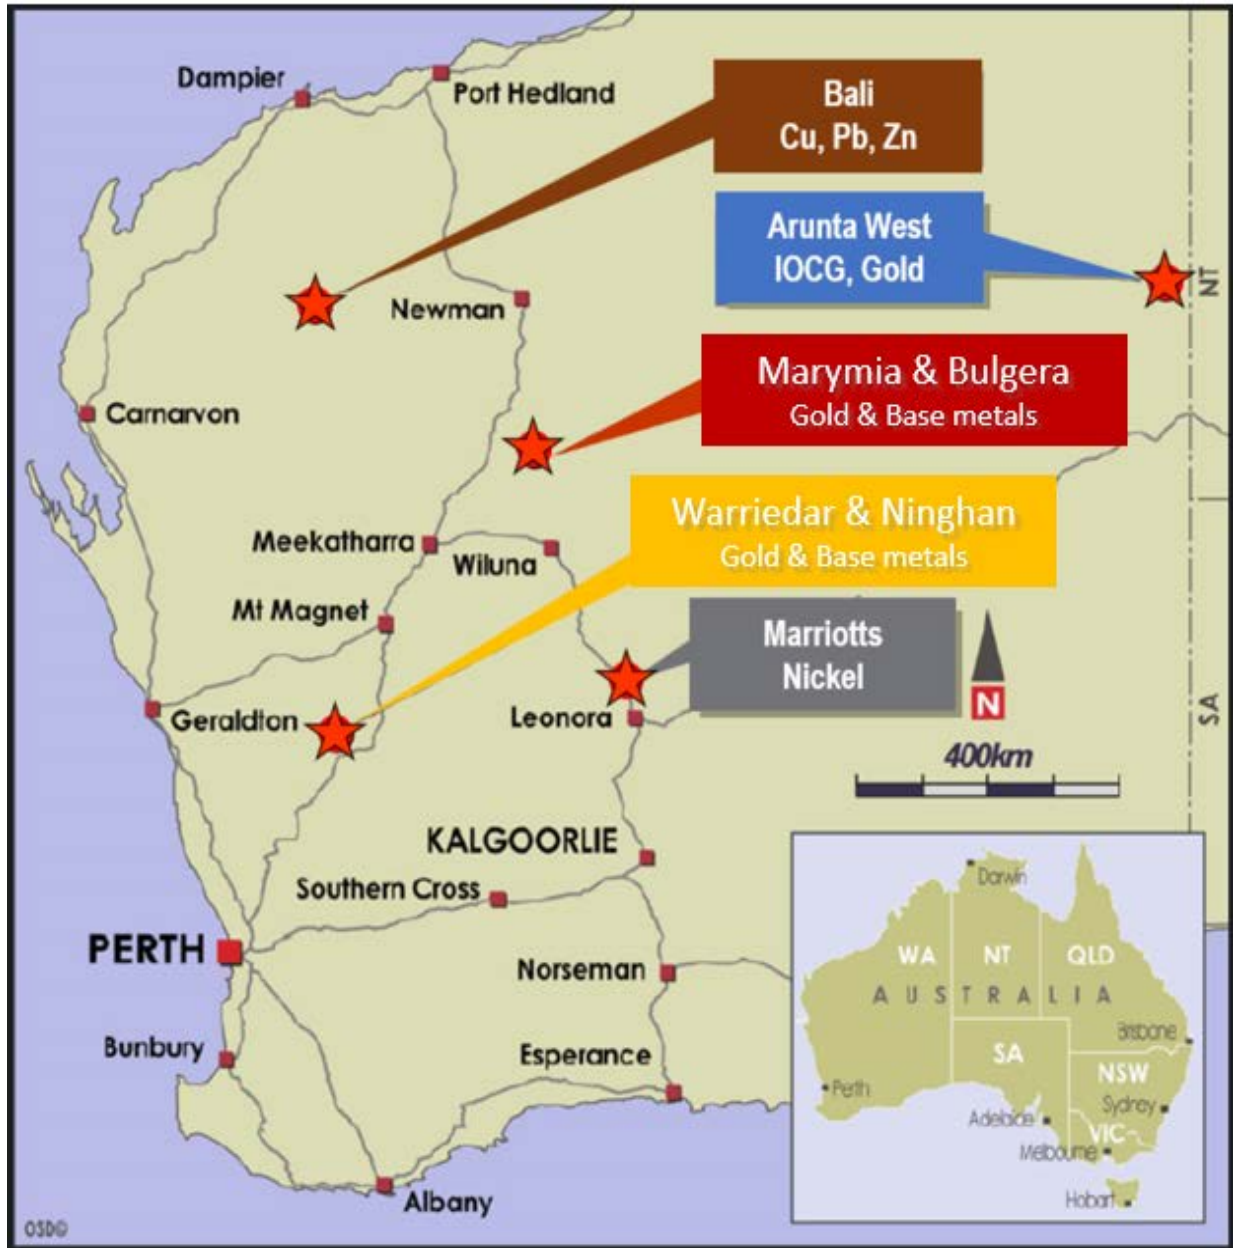 Dampier
Port Hedland
Bali
Cu, Pb, Zn
Arunta West
IOCG, Gold
NT
Newman
Marymia & Bulgera
Gold & Base metals
Carnarvon
Warriedar & Ninghan
Gold & Base metals
Meekatharra
Wiluna
Mt Magnet
Marriotts
Nickel
N
Geraldton
Leonora
SA
400km
KALGOORLIE
Southern Cross
PERTH
Norseman
Bunbury
Esperance
Albany
OSD©
Darwin
WA
NT
QLD
AUSTRALIA
Brisbane
SA
NSW
Perth
Sydney
Adelaide
VIC
Melbourne
Hobart